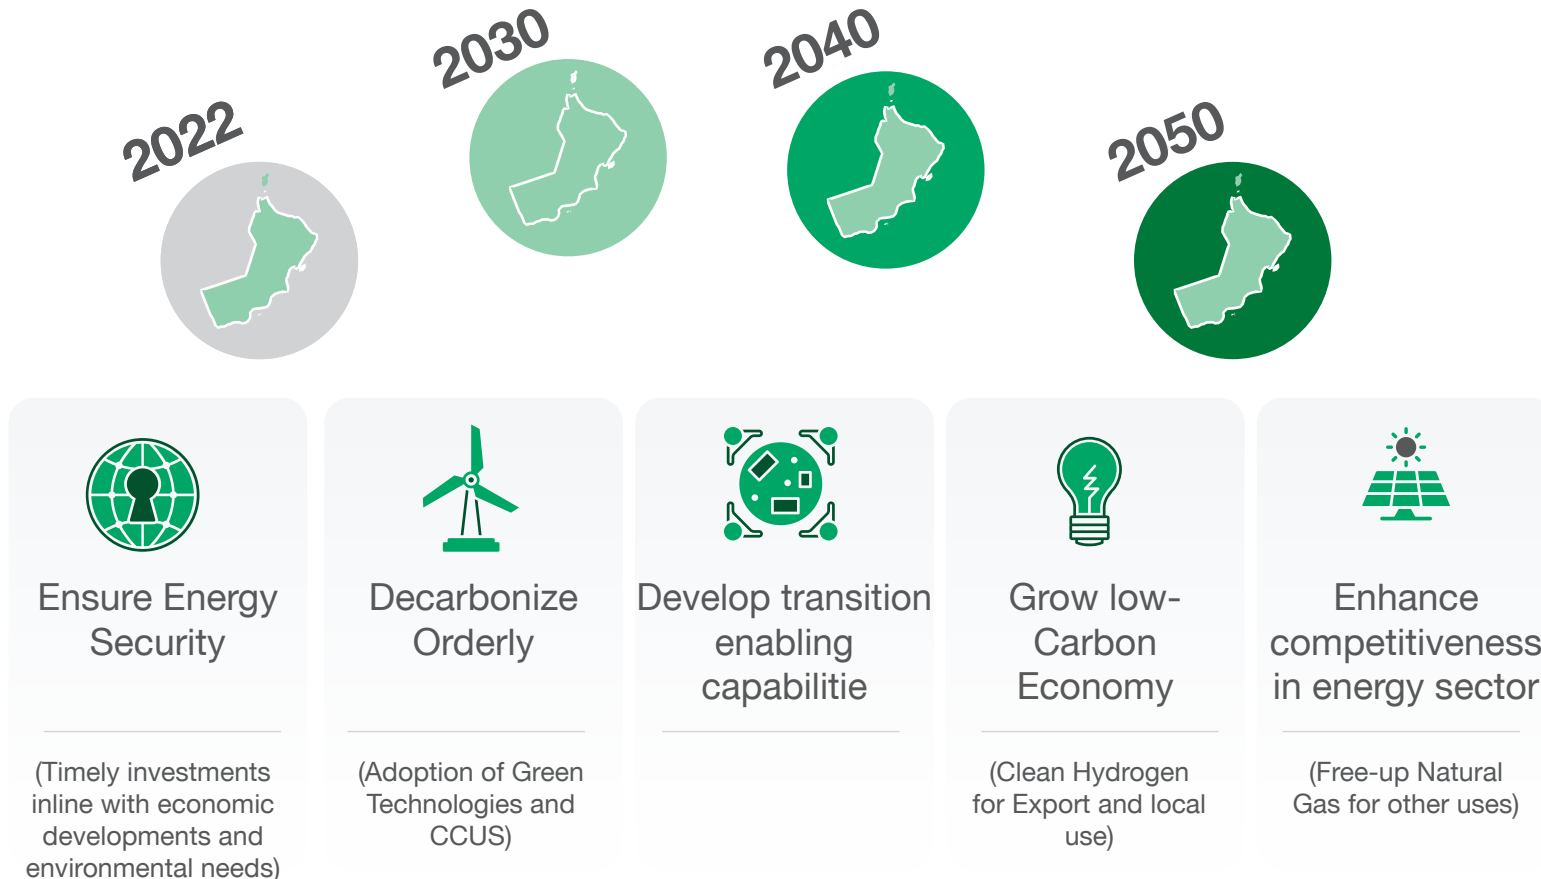 2022
2030
2040
2050
Ensure Energy
Security
(Timely investments
inline with economic
developments and
environmental needs)
Decarbonize
Orderly
(Adoption of Green
Technologies and
CCUS)
Develop transition
enabling
capabilitie
Grow low-
Carbon
Economy
(Clean Hydrogen
for Export and local
use)
Enhance
competitiveness
in energy sector
(Free-up Natural
Gas for other uses)